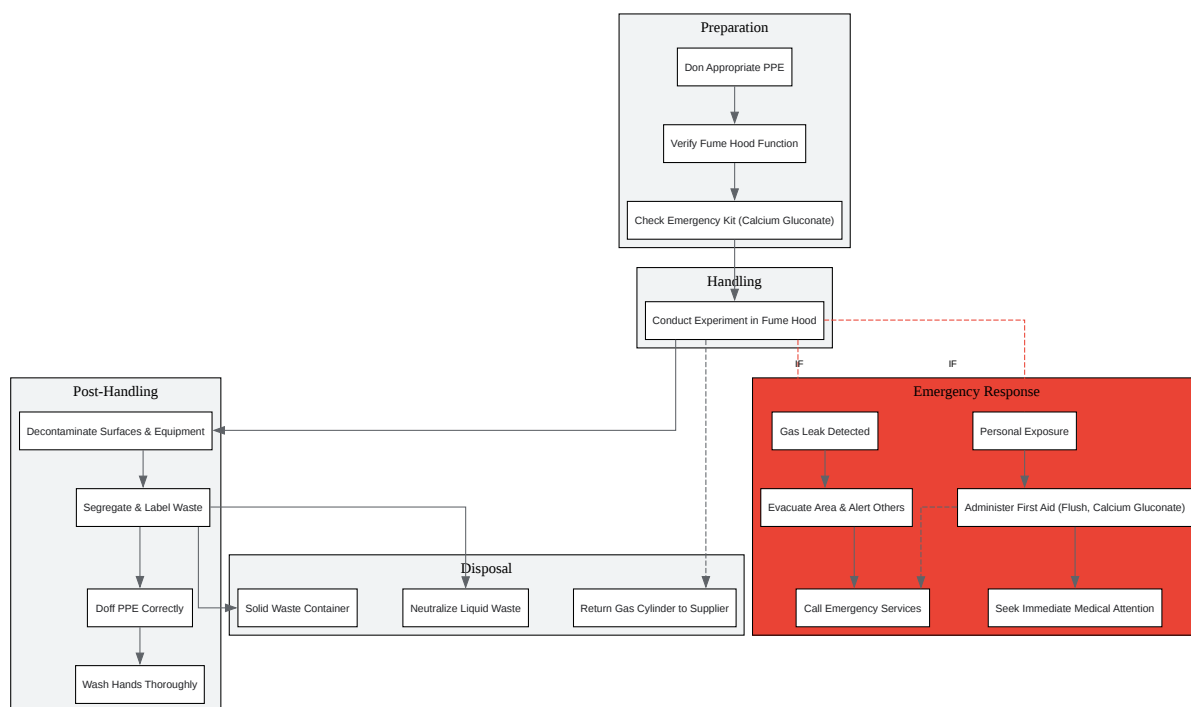 Preparation
Don Appropriate PPE
Verify Fume Hood Function
Check Emergency Kit (Calcium Gluconate)
Handling
Conduct Experiment in Fume Hood
IF
IF
Post-Handling
Decontaminate Surfaces & Equipment
Segregate & Label Waste
Doff PPE Correctly
Wash Hands Thoroughly
Disposal
Solid Waste Container
Neutralize Liquid Waste
Return Gas Cylinder to Supplier
Emergency Response
Gas Leak Detected
Personal Exposure
Evacuate Area & Alert Others
Administer First Aid (Flush, Calcium Gluconate)
Call Emergency Services
Seek Immediate Medical Attention